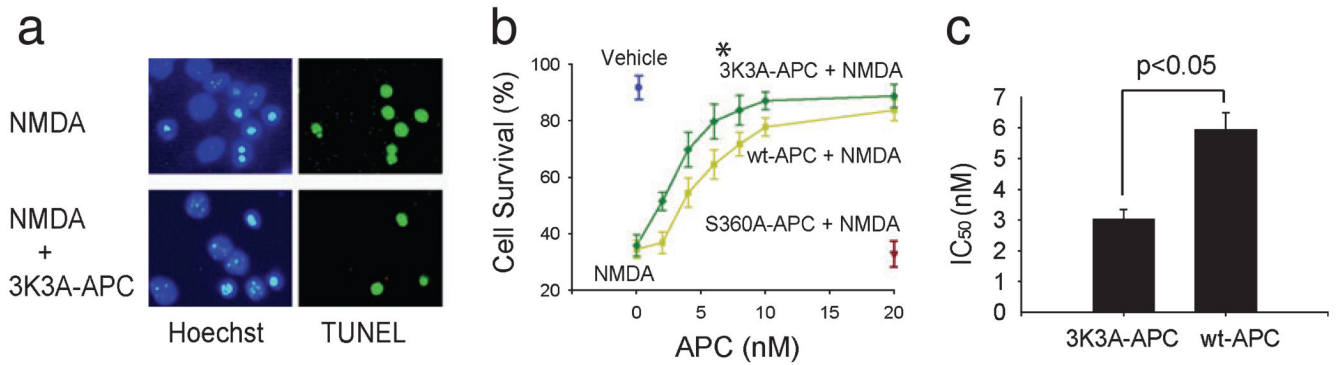 a
NMDA
NMDA
+
3K3A-APC
Hoechst
TUNEL
b
Vehicle
*
3K3A-APC + NMDA
wt-APC + NMDA
S360A-APC + NMDA
NMDA
Cell Survival (%)
100
80
60
40
20
0
5
10
15
20
APC (nM)
c
p<0.05
IC50 (nM)
7
6
5
4
3
2
1
0
3K3A-APC
wt-APC